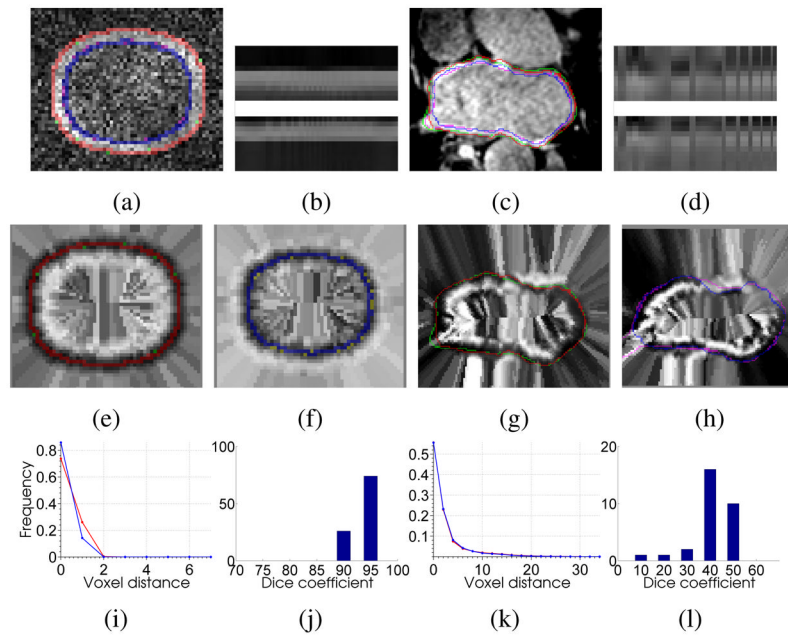 (a) (b) (c) (d)
(e) (f) (g) (h)
Frequency
0.8
0.6
0.4
0.2
0
0 2 4 6
Voxel distance
100
50
0
70 75 80 85 90 95 100
Dice coefficient
0.5
0.4
0.3
0.2
0.1
0 10 20 30
Voxel distance
20
10
0
0 10 20 30 40 50 60
Dice coefficient
(i) (j) (k) (l)